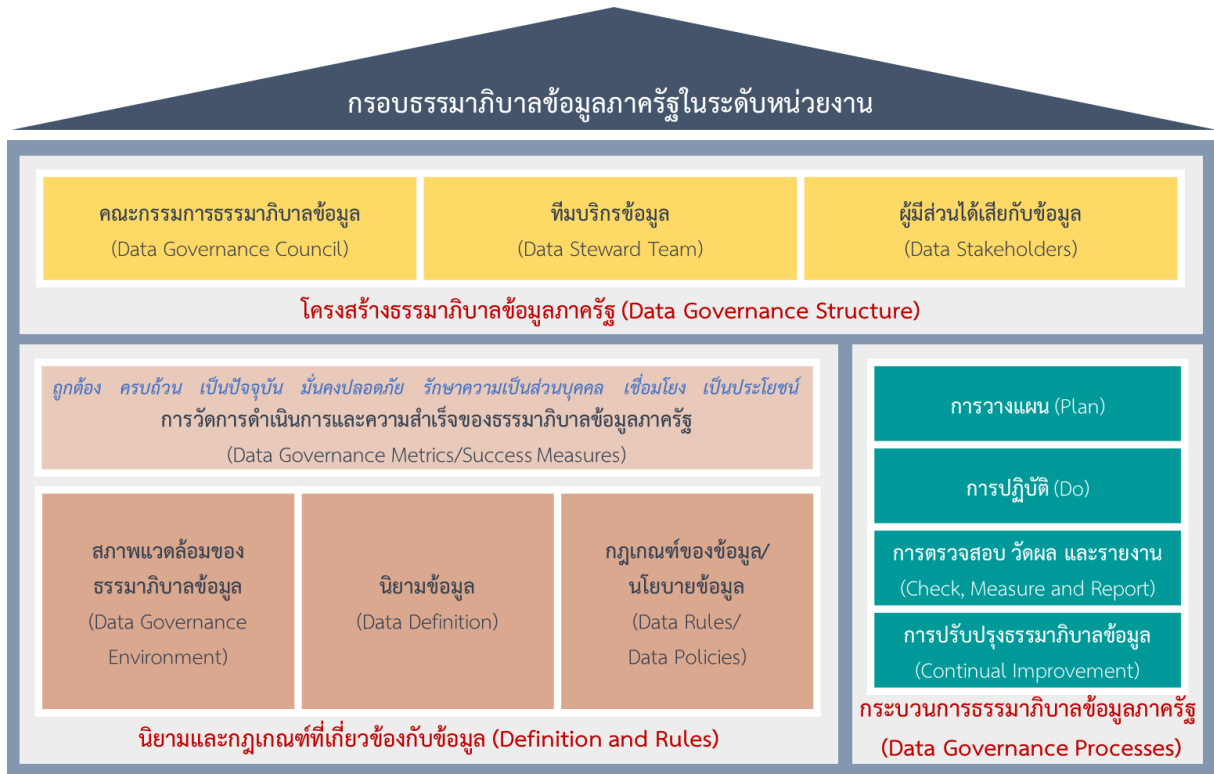 กรอบธรรมาภิบาลข้อมูลภาครัฐในระดับหน่วยงาน
คณะกรรมการธรรมาภิบาลข้อมูล
(Data Governance Council)
ทีมบริกรข้อมูล
(Data Steward Team)
ผู้มีส่วนได้เสียกับข้อมูล
(Data Stakeholders)
โครงสร้างธรรมาภิบาลข้อมูลภาครัฐ (Data Governance Structure)
ถูกต้อง ครบถ้วน เป็นปัจจุบัน มั่นคงปลอดภัย รักษาความเป็นส่วนบุคคล เชื่อมโยง เป็นประโยชน์
การวัดการดำเนินการและความสำเร็จของธรรมาภิบาลข้อมูลภาครัฐ
(Data Governance Metrics/Success Measures)
สภาพแวดล้อมของ
ธรรมาภิบาลข้อมูล
(Data Governance
Environment)
นิยามข้อมูล
(Data Definition)
กฎเกณฑ์ของข้อมูล/
นโยบายข้อมูล
(Data Rules/
Data Policies)
นิยามและกฎเกณฑ์ที่เกี่ยวข้องกับข้อมูล (Definition and Rules)
การวางแผน (Plan)
การปฏิบัติ (Do)
การตรวจสอบ วัดผล และรายงาน
(Check, Measure and Report)
การปรับปรุงธรรมาภิบาลข้อมูล
(Continual Improvement)
กระบวนการธรรมาภิบาลข้อมูลภาครัฐ
(Data Governance Processes)